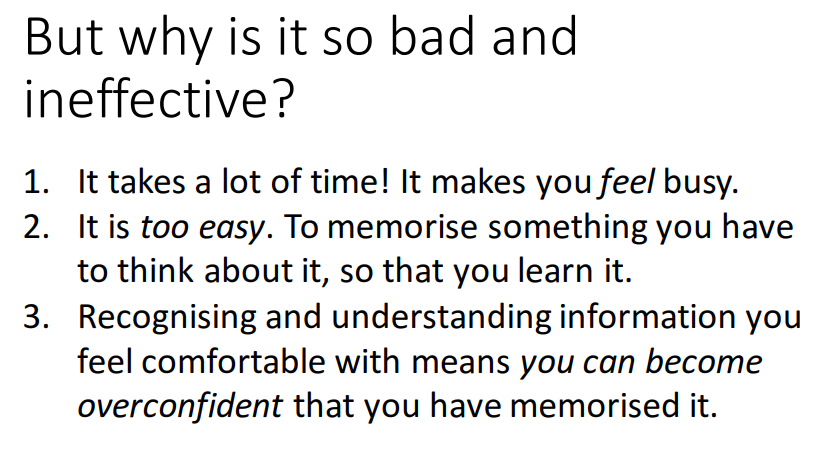 But why is it so bad and
ineffective?
1. It takes a lot of time! It makes you feel busy.
2. It is too easy. To memorise something you have
to think about it, so that you learn it.
3. Recognising and understanding information you
feel comfortable with means you can become
overconfident that you have memorised it.